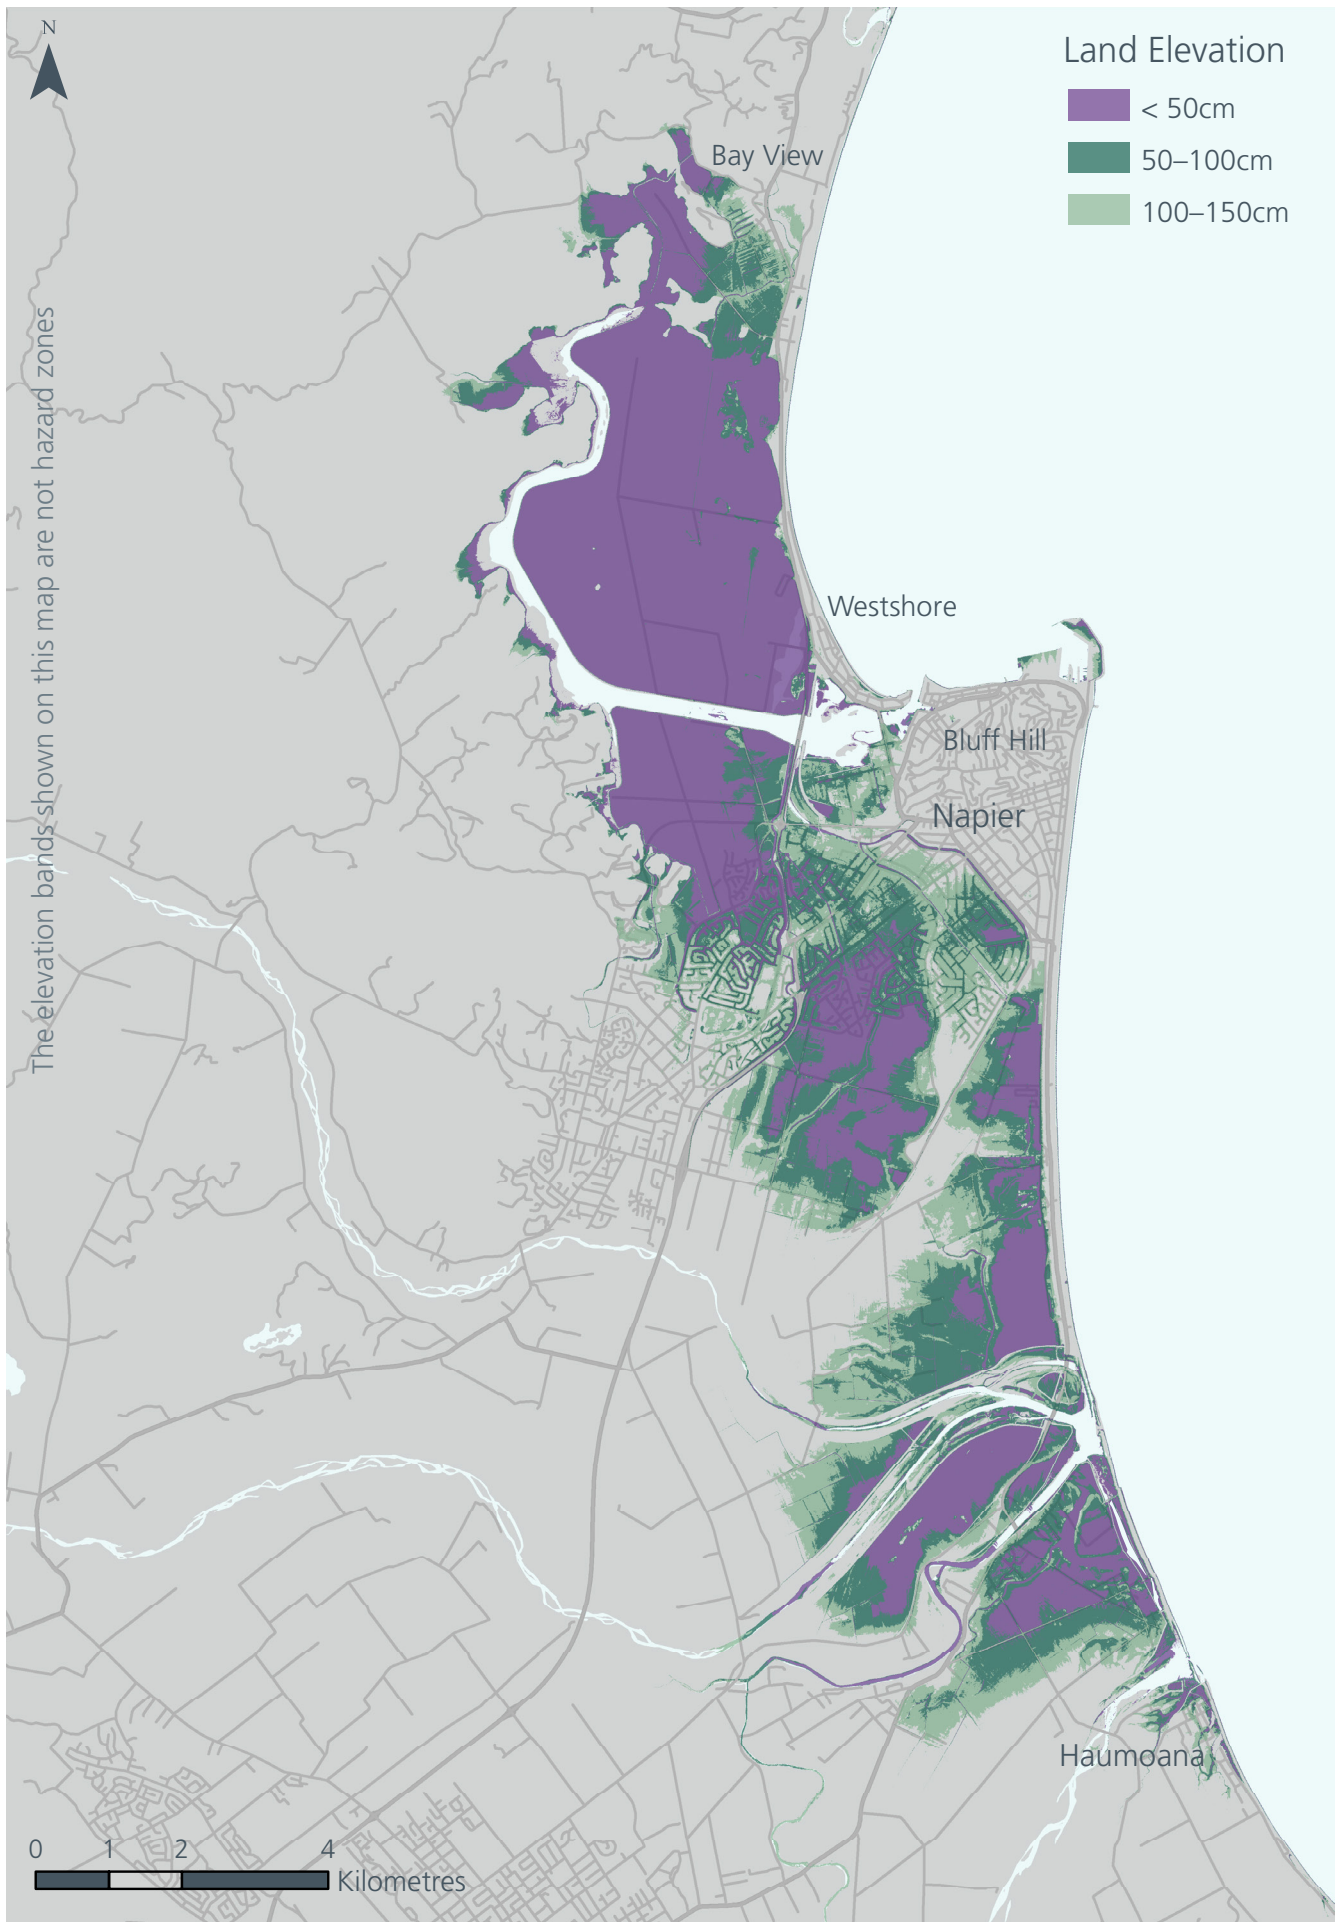 N
Land Elevation
< 50cm
50–100cm
100–150cm
Bay View
The elevation bands shown on this map are not hazard zones
Westshore
Bluff Hill
Napier
Haumoana
0 1 2 4
Kilometres